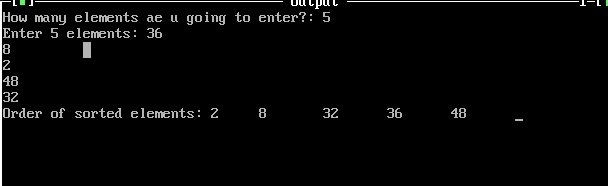 Output
How many elements ae u going to enter?: 5
Enter 5 elements: 36
8
2
48
32
Order of sorted elements: 2 8 32 36 48 _